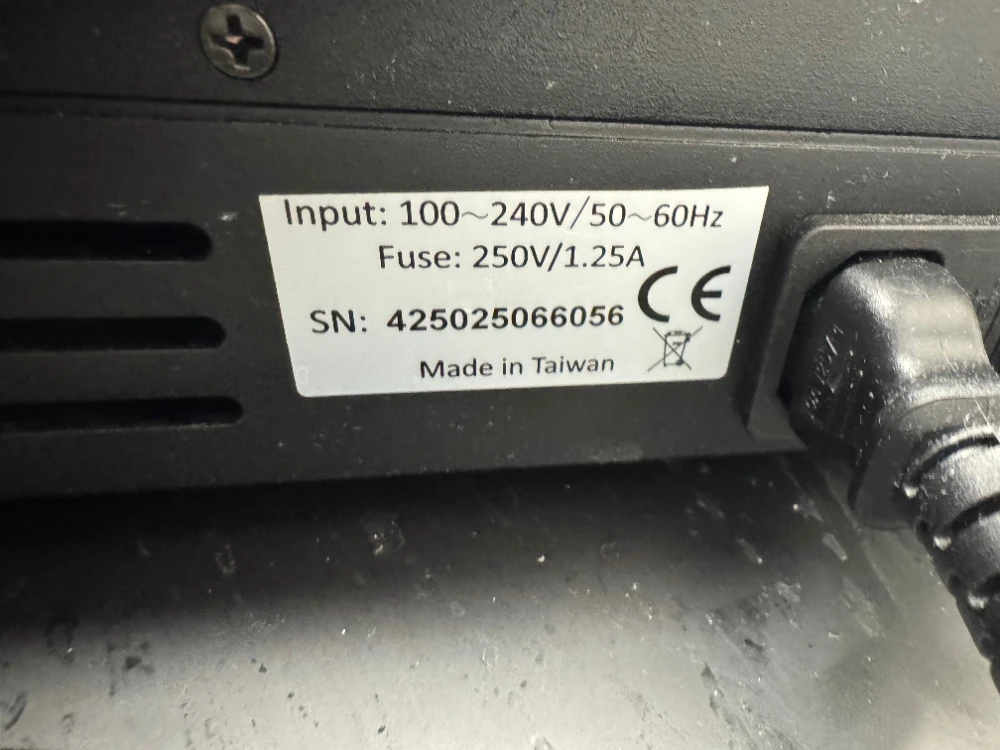 Input: 100~240V/50~60Hz
Fuse: 250V/1.25A
CE
SN: 425025066056
Made in Taiwan